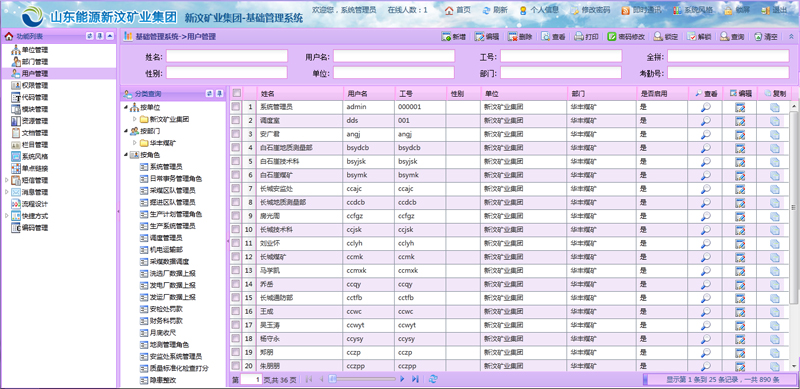 山东能源新汶矿业集团 新汶矿业集团-基础管理系统 欢迎您，系统管理员 在线人数：1 首页 刷新 个人信息 修改密码 即时通讯 系统风格 锁屏 退出
功能列表
单位管理
部门管理
用户管理
权限管理
代码管理
模块管理
资源管理
文档管理
栏目管理
系统风格
单点链接
短信管理
消息管理
流程设计
快捷方式
编码管理
基础管理系统->用户管理 新增 编辑 删除 查看 打印 密码修改 锁定 解锁 查询 清空
姓名: 用户名: 工号: 全拼:
性别: 单位: 部门: 考勤号:
分类查询
按单位
新汶矿业集团
按部门
华丰煤矿
按角色
系统管理员
日常事务管理角色
采煤区队管理员
掘进区队管理员
生产计划管理角色
生产系统管理员
调度管理员
机电运输部
采煤数据调度
洗选厂数据上报
发电厂数据上报
发运厂数据上报
安检处罚款
财务科罚款
月底收尺
地测管理角色
安监处系统管理员
质量标准化检查打分
隐患整改
姓名 用户名 工号 性别 单位 部门 是否启用 查看 编辑 复制
1 系统管理员 admin 000001 新汶矿业集团 华丰煤矿 是
2 调度室 dds 001 新汶矿业集团 华丰煤矿 是
3 安广君 angj angj 新汶矿业集团 华丰煤矿 是
4 白石崖地质测量部 bsydcb bsydcb 新汶矿业集团 华丰煤矿 是
5 白石崖技术科 bsyjsk bsyjsk 新汶矿业集团 华丰煤矿 是
6 白石崖煤矿 bsymk bsymk 新汶矿业集团 华丰煤矿 是
7 长城安监处 ccajc ccajc 新汶矿业集团 华丰煤矿 是
8 长城地质测量部 ccdcb ccdcb 新汶矿业集团 华丰煤矿 是
9 房光周 ccfgz ccfgz 新汶矿业集团 华丰煤矿 是
10 长城技术科 ccjsk ccjsk 新汶矿业集团 华丰煤矿 是
11 刘业怀 cclyh cclyh 新汶矿业集团 华丰煤矿 是
12 长城煤矿 ccmk ccmk 新汶矿业集团 华丰煤矿 是
13 马学凯 ccmxk ccmxk 新汶矿业集团 华丰煤矿 是
14 乔岳 ccqy ccqy 新汶矿业集团 华丰煤矿 是
15 长城通防部 cctfb cctfb 新汶矿业集团 华丰煤矿 是
16 王成 ccwc ccwc 新汶矿业集团 华丰煤矿 是
17 吴玉涛 ccwyt ccwyt 新汶矿业集团 华丰煤矿 是
18 杨守永 ccysy ccysy 新汶矿业集团 华丰煤矿 是
19 郑朋 cczp cczp 新汶矿业集团 华丰煤矿 是
20 朱朋朋 cczpp cczpp 新汶矿业集团 华丰煤矿 是
第 1 页,共 36 页 显示第 1 条到 25 条记录，一共 890 条